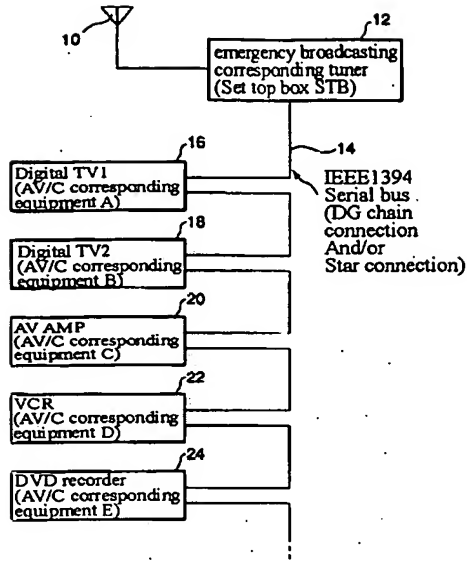 10
12
emergency broadcasting
corresponding tuner
(Set top box STB)
14
IEEE1394
Serial bus
(DG chain
connection
And/or
Star connection)
16
Digital TV1
(AV/C corresponding
equipment A)
18
Digital TV2
(AV/C corresponding
equipment B)
20
AV AMP
(AV/C corresponding
equipment C)
22
VCR
(AV/C corresponding
equipment D)
24
DVD recorder
(AV/C corresponding
equipment E)